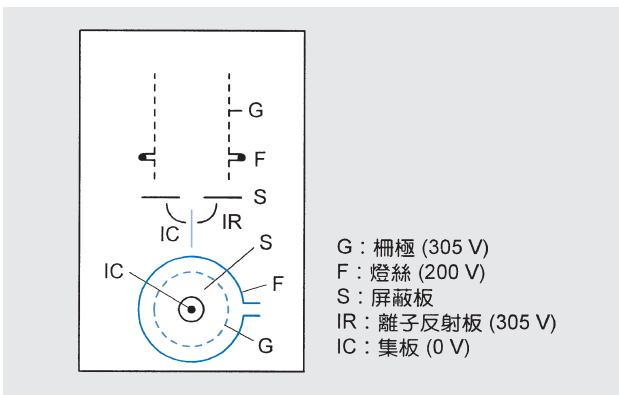 G
F
S
IC
IR
S
IC
F
G
G：柵極 (305 V)
F：燈絲 (200 V)
S：屏蔽板
IR：離子反射板 (305 V)
IC：集板 (0 V)